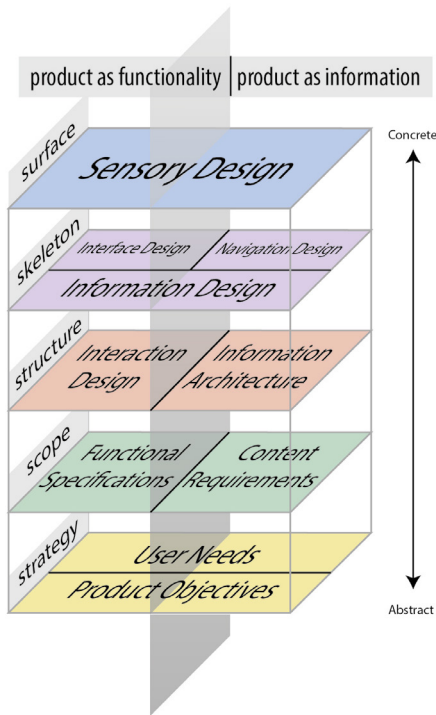 product as functionality
product as information
Concrete
surface
Sensory Design
skeleton
Interface Design
Navigation Design
Information Design
structure
Interaction
Design
Information
Architecture
scope
Functional
Specifications
Content
Requirements
strategy
User Needs
Product Objectives
Abstract